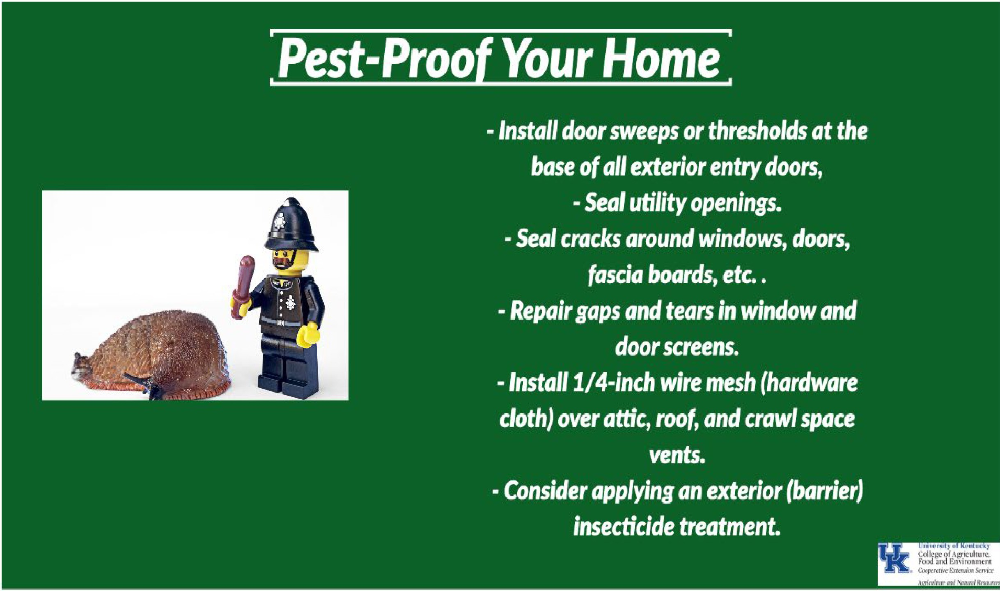 Pest-Proof Your Home
- Install door sweeps or thresholds at the
base of all exterior entry doors,
- Seal utility openings.
- Seal cracks around windows, doors,
fascia boards, etc. .
- Repair gaps and tears in window and
door screens.
- Install 1/4-inch wire mesh (hardware
cloth) over attic, roof, and crawl space
vents.
- Consider applying an exterior (barrier)
insecticide treatment.
UK
University of Kentucky
College of Agriculture,
Food and Environment
Cooperative Extension Service
Agriculture and Natural Resources